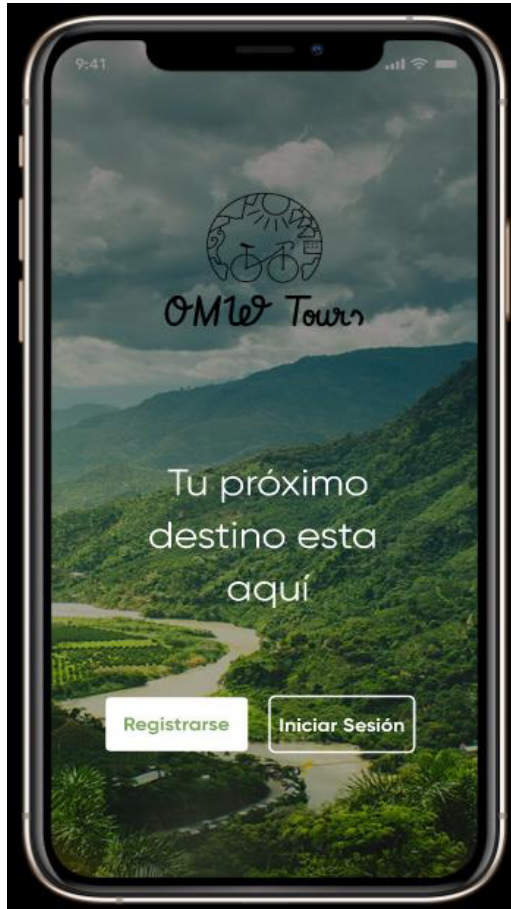 9:41
OMW Tours
Tu próximo
destino esta
aquí
Registrarse
Iniciar Sesión